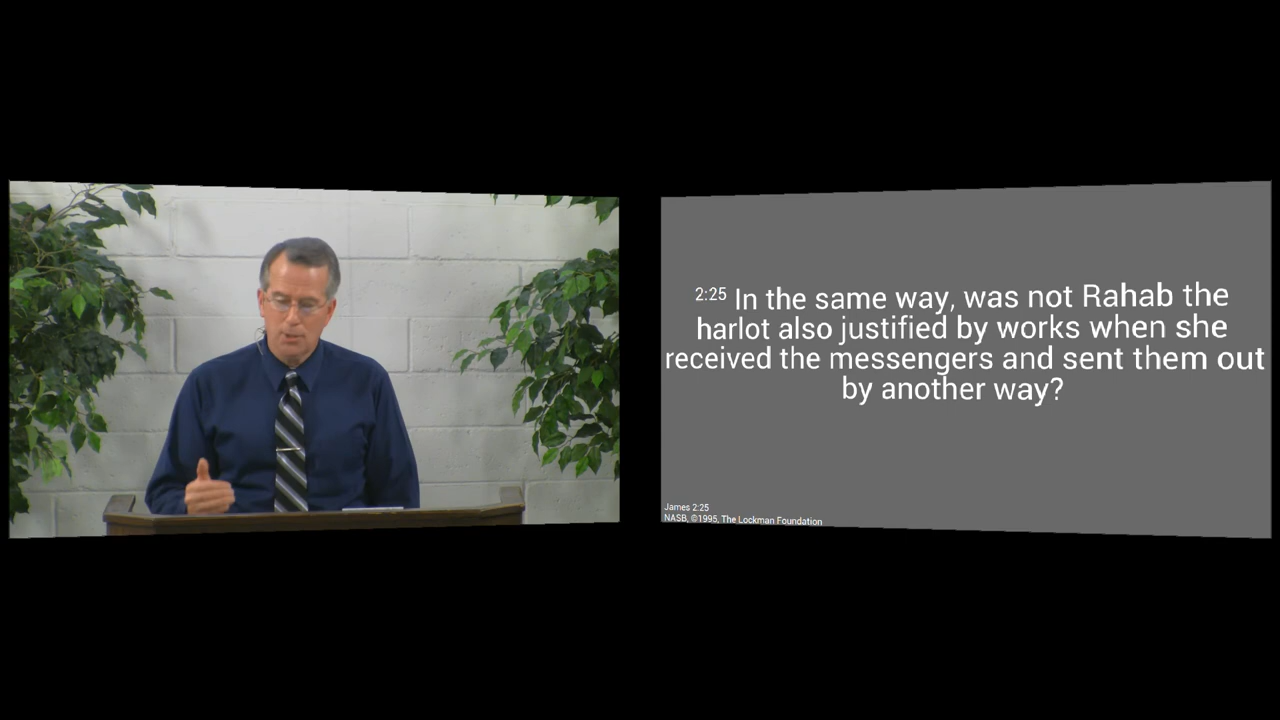 2:25 In the same way, was not Rahab the
harlot also justified by works when she
received the messengers and sent them out
by another way?
James 2:25
NASB, ©1995, The Lockman Foundation